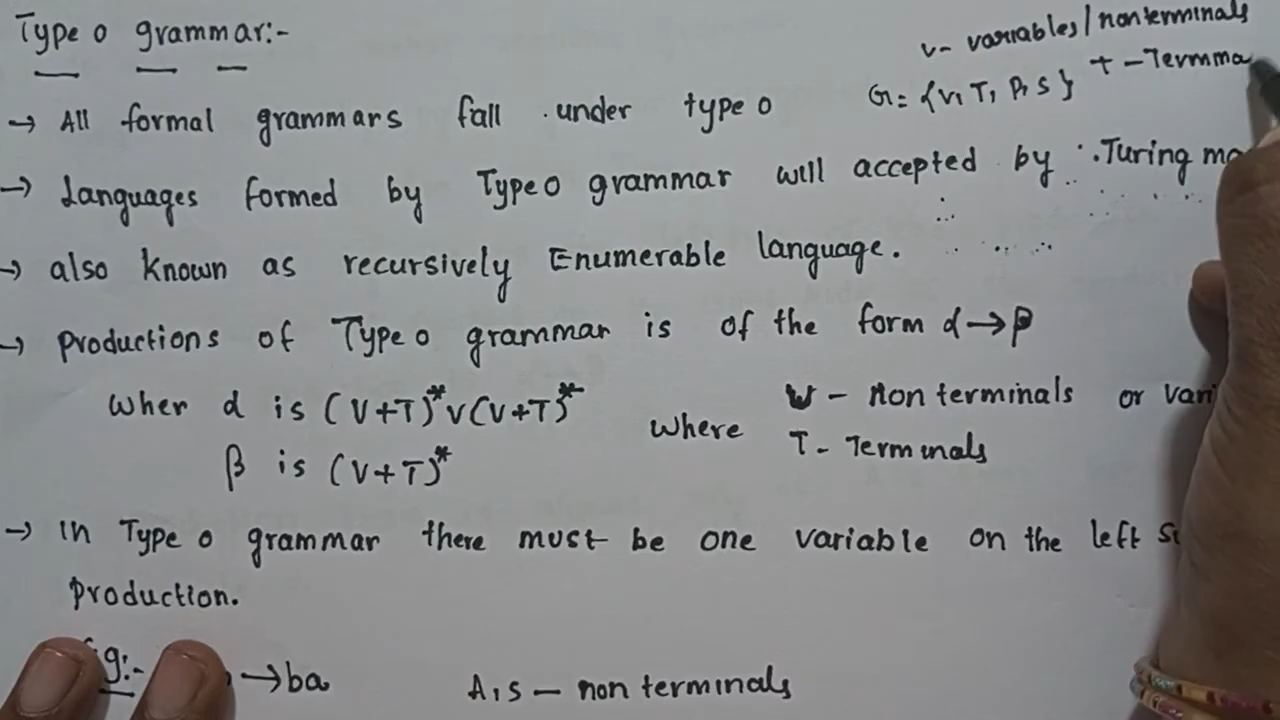 Type 0 grammar:-
V- variables/nonterminals
G = {V, T, P, S} T - Termina
→ All formal grammars fall under type 0
→ Languages formed by Type 0 grammar will accepted by Turing ma
→ also known as recursively Enumerable language.
→ productions of Type 0 grammar is of the form α→β
Wher α is (V+T)* V (V+T)*
where
V - Non terminals or vari
T - Terminals
β is (V+T)*
→ In Type 0 grammar there must be one variable on the left si
production.
g:- →ba
A, S - non terminals